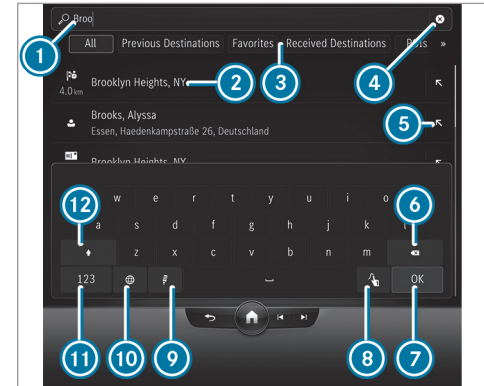 Broo
1
All Previous Destinations Favorites Received Destinations POIs »
4
Brooklyn Heights, NY
4.0 km
2
3
Brooks, Alyssa
Essen, Haedenkampstraße 26, Deutschland
5
Brooklyn Heights, NY
w e r t y u i o
12
6
a s d f g h j k l
z x c v b n m
123 OK
11
10
9
8
7